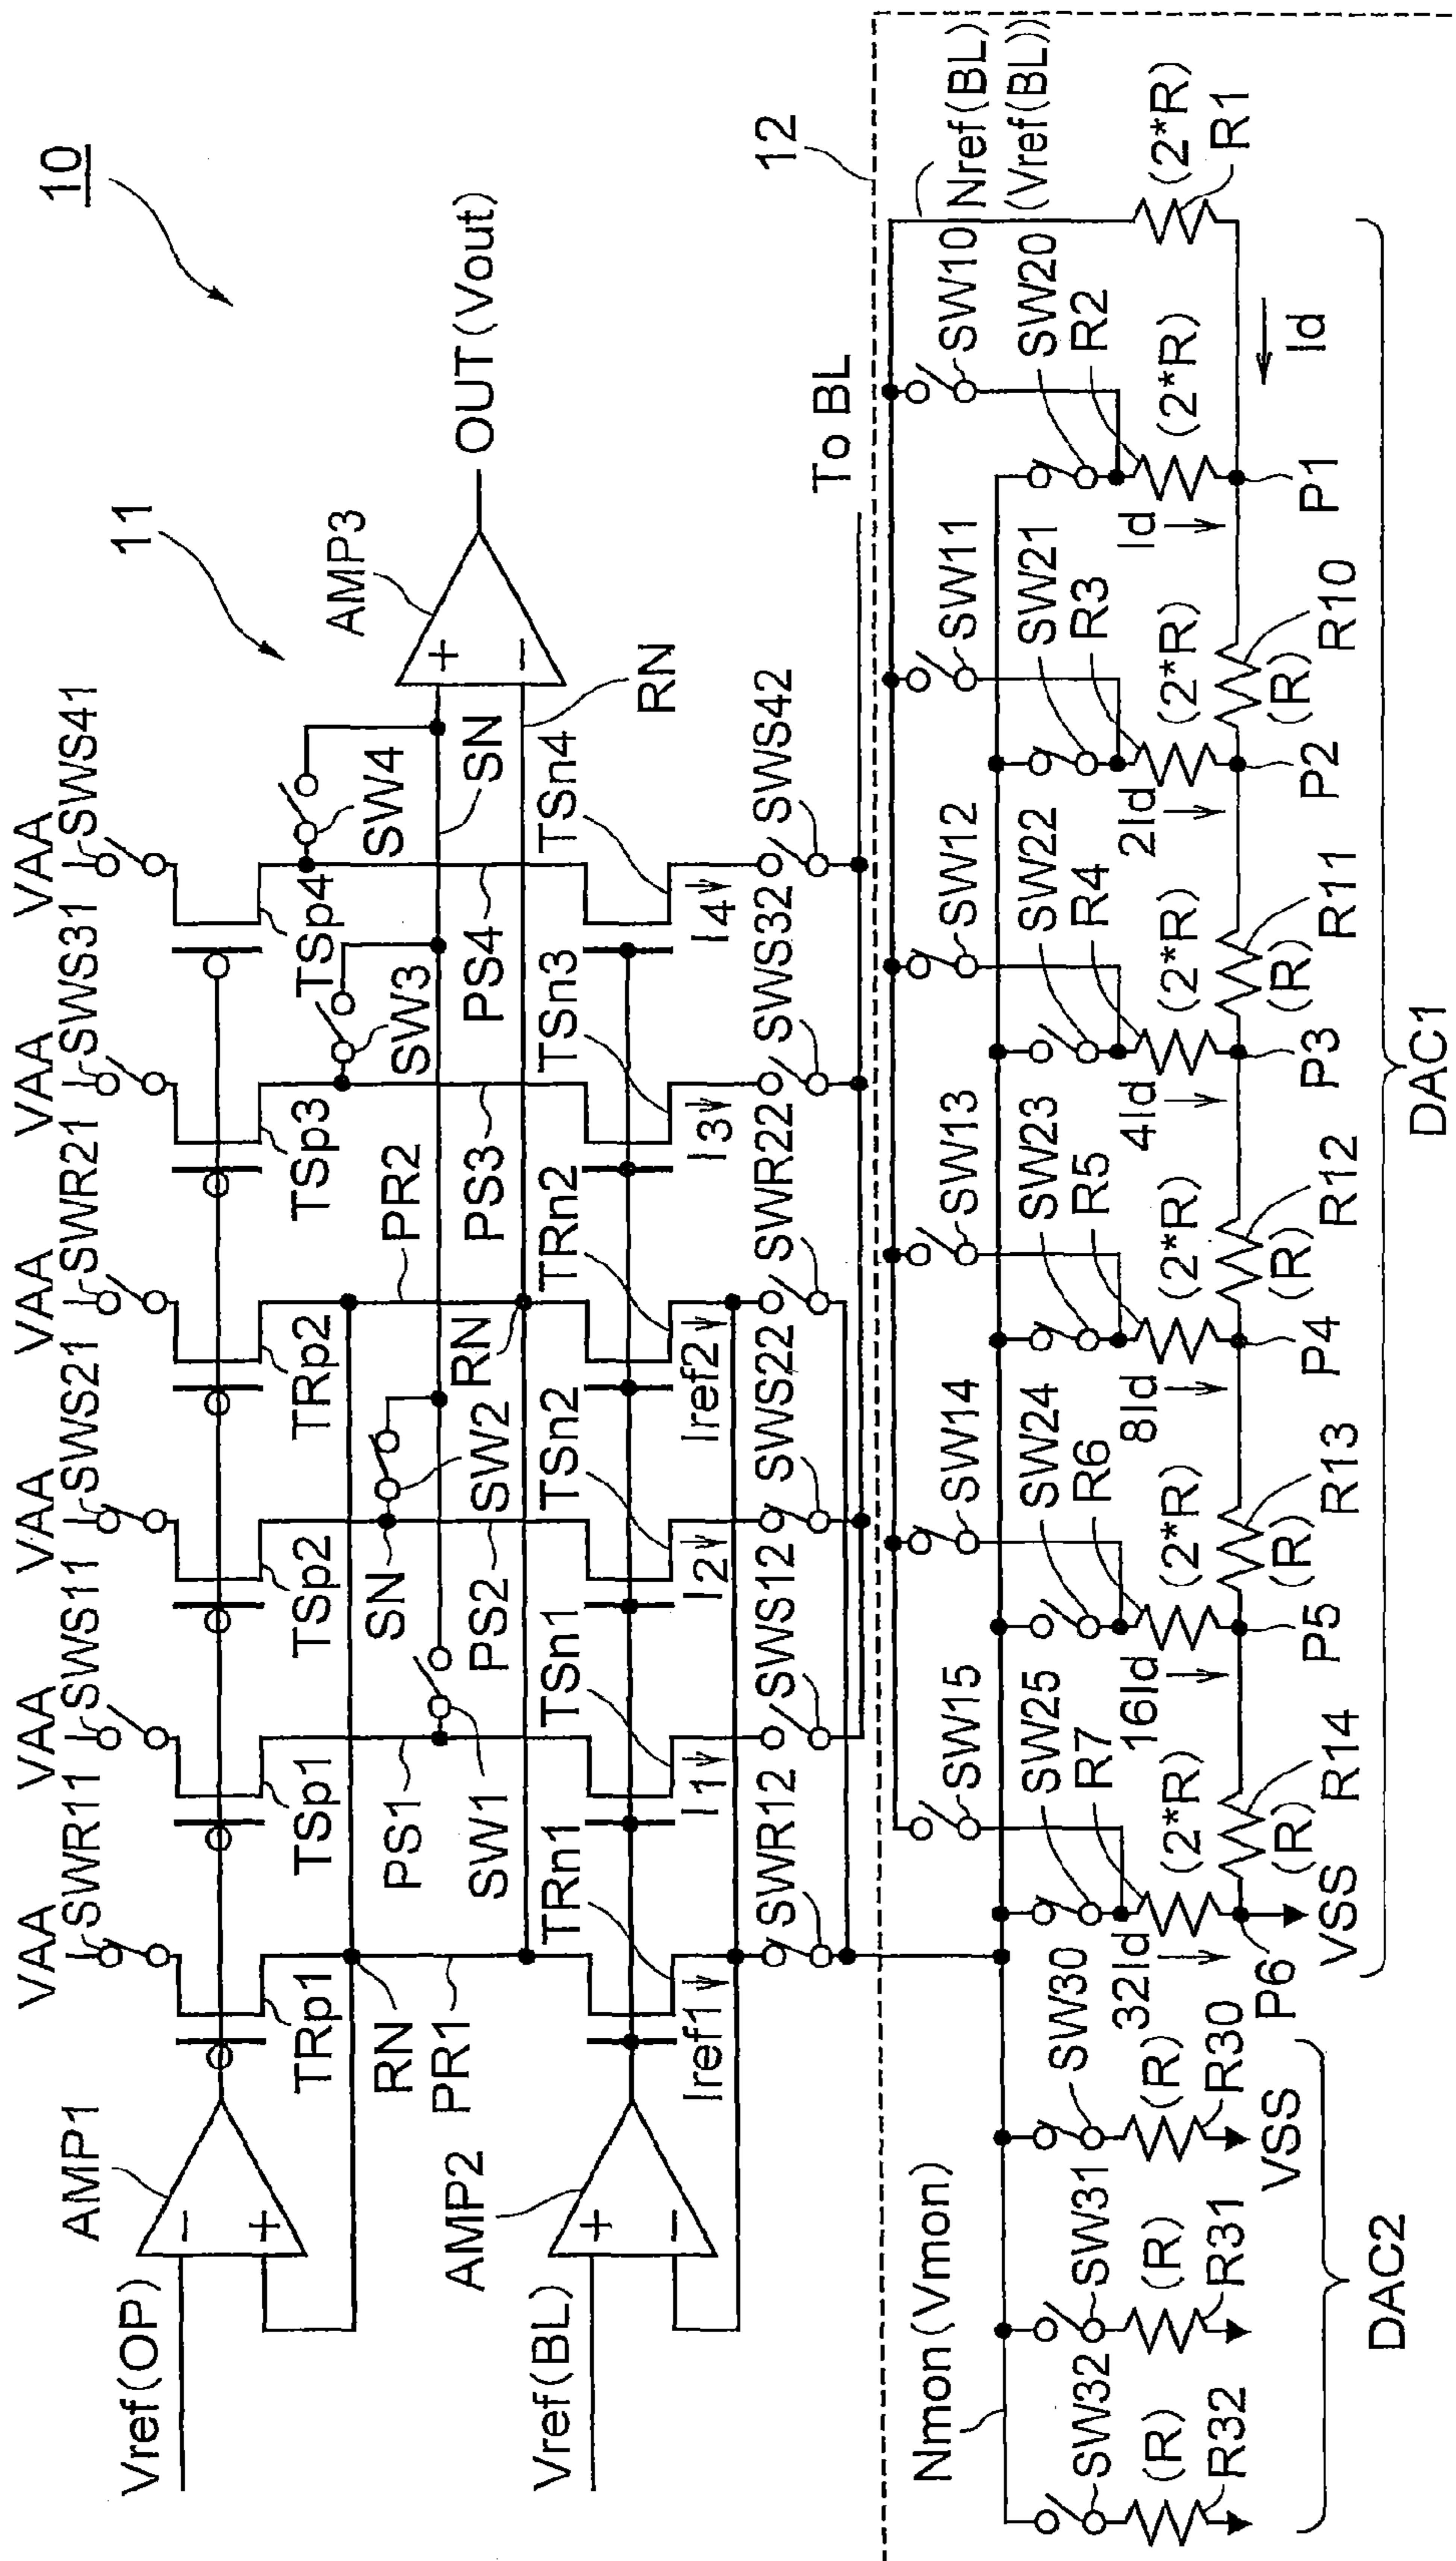 10
11
12
VAA
VAA
VAA
VAA
VAA
VAA
SWR11
SWS11
SWS21
SWR21
SWS31
SWS41
AMP1
Vref(OP)
-
+
TRp1
TSp1
TSp2
TRp2
TSp3
TSp4
RN
PR1
PS1
SN
SW2
PR2
SW3
SW4
AMP3
+
-
OUT(Vout)
SW1
PS2
RN
PS3
PS4
SN
RN
AMP2
Vref(BL)
+
-
TRn1
TSn1
TSn2
TRn2
TSn3
TSn4
Iref1
I1
I2
Iref2
I3
I4
SWR12
SWS12
SWS22
SWR22
SWS32
SWS42
To BL
Nmon(Vmon)
SW15
SW14
SW13
SW12
SW11
SW10
Nref(BL)
(Vref(BL))
SW32
SW31
SW30
SW25
SW24
SW23
SW22
SW21
SW20
R7
R6
R5
R4
R3
R2
(R)
(R)
(R)
32Id
16Id
8Id
4Id
2Id
Id
(2*R)
(2*R)
(2*R)
(2*R)
(2*R)
(2*R)
(2*R)
R1
R32
R31
R30
VSS
P6
VSS
(R)
R14
P5
(R)
R13
P4
(R)
R12
P3
(R)
R11
P2
(R)
R10
P1
Id
DAC2
DAC1